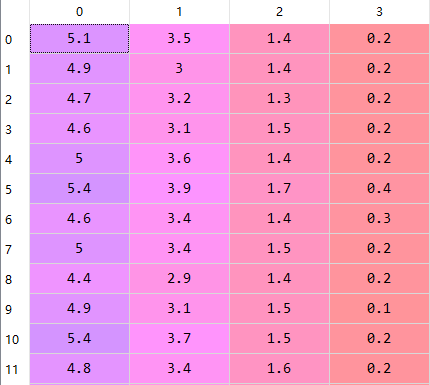 0 1 2 3
0 5.1 3.5 1.4 0.2
1 4.9 3 1.4 0.2
2 4.7 3.2 1.3 0.2
3 4.6 3.1 1.5 0.2
4 5 3.6 1.4 0.2
5 5.4 3.9 1.7 0.4
6 4.6 3.4 1.4 0.3
7 5 3.4 1.5 0.2
8 4.4 2.9 1.4 0.2
9 4.9 3.1 1.5 0.1
10 5.4 3.7 1.5 0.2
11 4.8 3.4 1.6 0.2